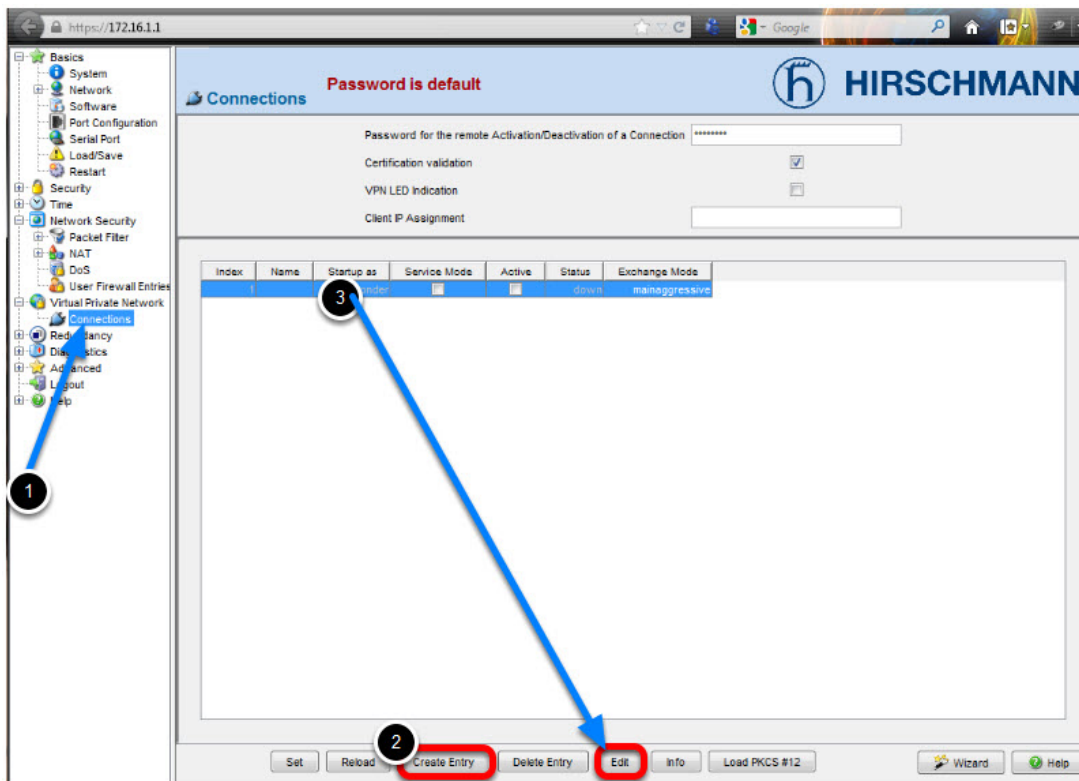 https://172.16.1.1
Google
Basics
System
Network
Software
Port Configuration
Serial Port
Load/Save
Restart
Security
Time
Network Security
Packet Filter
NAT
DoS
User Firewall Entries
Virtual Private Network
Connections
Redundancy
Diagnostics
Advanced
Logout
Help
1
Connections
Password is default
HIRSCHMANN
Password for the remote Activation/Deactivation of a Connection ********
Certification validation
VPN LED Indication
Client IP Assignment
Index Name Startup as Service Mode Active Status Exchange Mode
1 down mainaggressive
3
2
Set Reload Create Entry Delete Entry Edit Info Load PKCS #12 Wizard Help